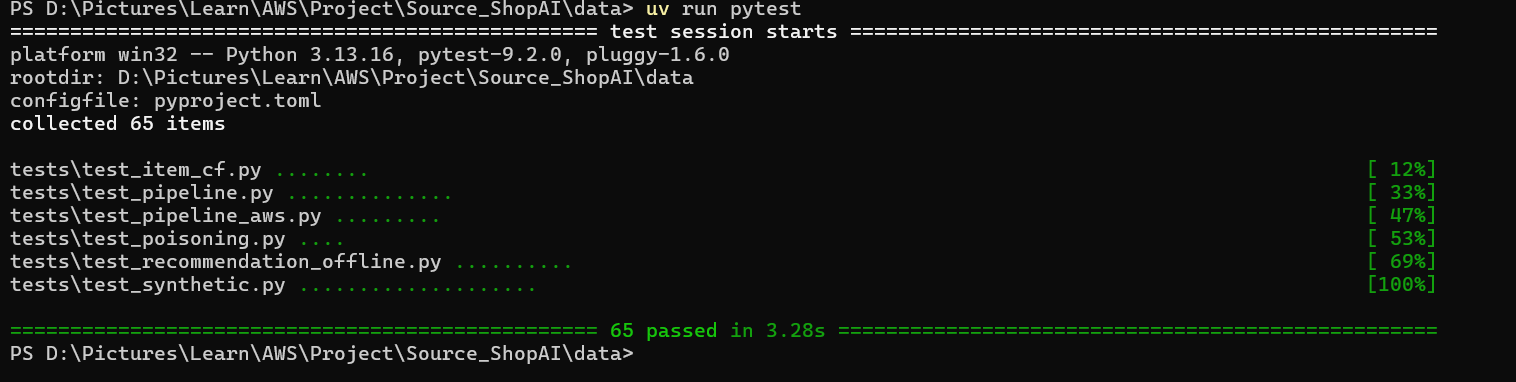 PS D:\Pictures\Learn\AWS\Project\Source_ShopAI\data> uv run pytest
================================================= test session starts =================================================
platform win32 -- Python 3.13.16, pytest-9.2.0, pluggy-1.6.0
rootdir: D:\Pictures\Learn\AWS\Project\Source_ShopAI\data
configfile: pyproject.toml
collected 65 items
tests\test_item_cf.py ........ [ 12%]
tests\test_pipeline.py .............. [ 33%]
tests\test_pipeline_aws.py ......... [ 47%]
tests\test_poisoning.py .... [ 53%]
tests\test_recommendation_offline.py .......... [ 69%]
tests\test_synthetic.py .................... [100%]
================================================= 65 passed in 3.28s ==================================================
PS D:\Pictures\Learn\AWS\Project\Source_ShopAI\data>